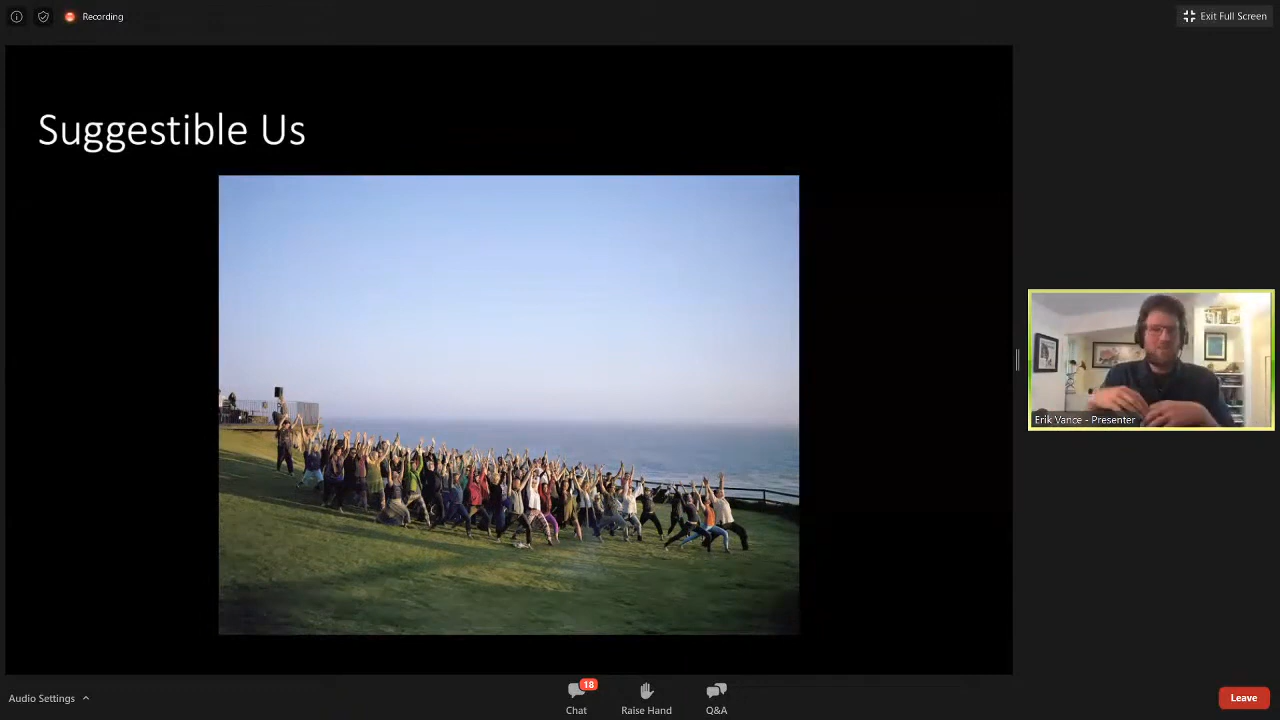 Recording
Exit Full Screen
Suggestible Us
Erik Vance - Presenter
Audio Settings
18
Chat
Raise Hand
Q&A
Leave